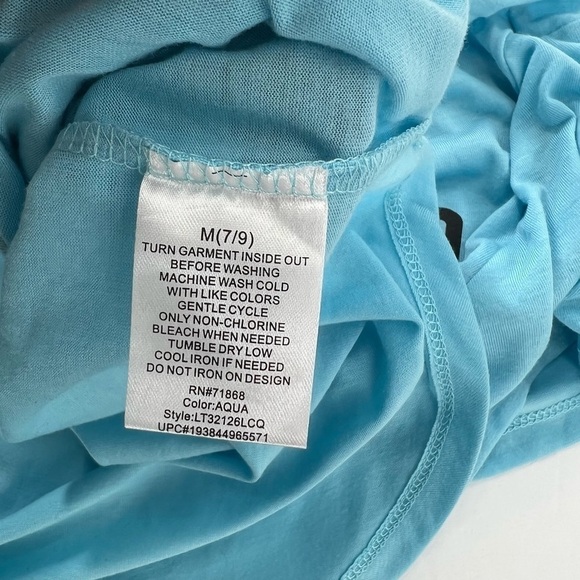 M(7/9)
TURN GARMENT INSIDE OUT
BEFORE WASHING
MACHINE WASH COLD
WITH LIKE COLORS
GENTLE CYCLE
ONLY NON-CHLORINE
BLEACH WHEN NEEDED
TUMBLE DRY LOW
COOL IRON IF NEEDED
DO NOT IRON ON DESIGN
RN#71868
Color:AQUA
Style:LT32126LCQ
UPC#193844965571